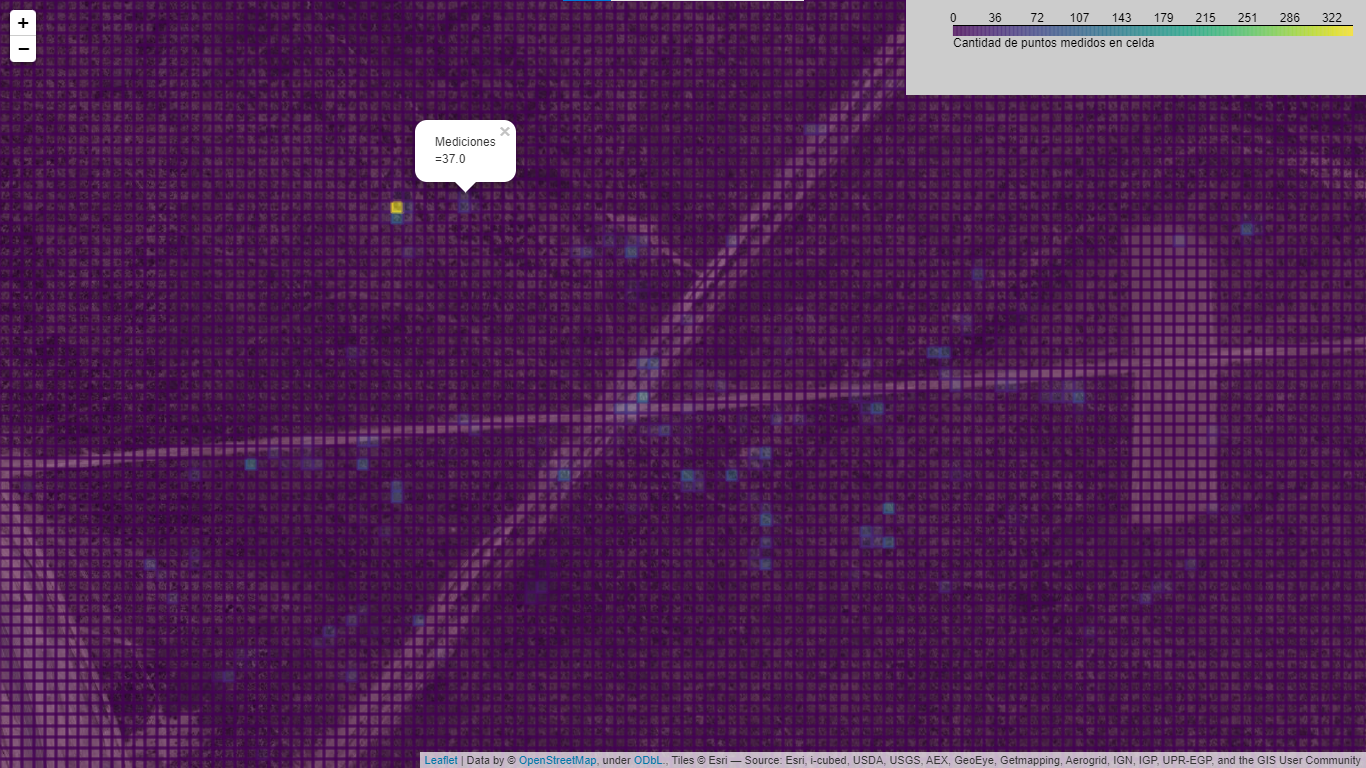 +
−
0 36 72 107 143 179 215 251 286 322
Cantidad de puntos medidos en celda
×
Mediciones
=37.0
Leaflet | Data by © OpenStreetMap, under ODbL., Tiles © Esri — Source: Esri, i-cubed, USDA, USGS, AEX, GeoEye, Getmapping, Aerogrid, IGN, IGP, UPR-EGP, and the GIS User Community